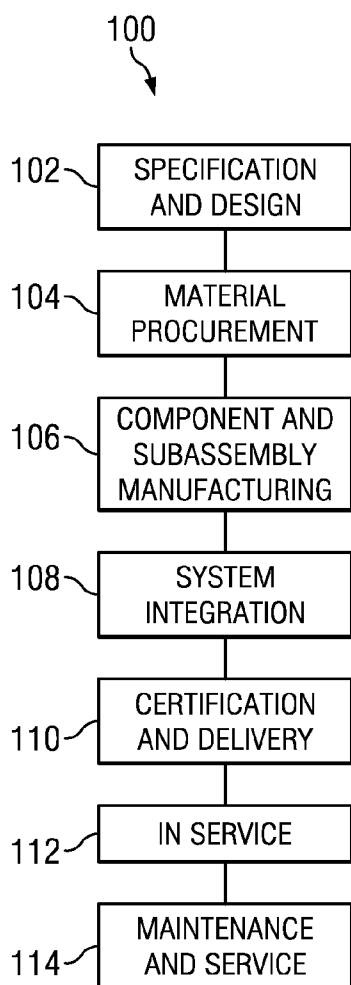 100
102
SPECIFICATION
AND DESIGN
104
MATERIAL
PROCUREMENT
106
COMPONENT AND
SUBASSEMBLY
MANUFACTURING
108
SYSTEM
INTEGRATION
110
CERTIFICATION
AND DELIVERY
112
IN SERVICE
114
MAINTENANCE
AND SERVICE